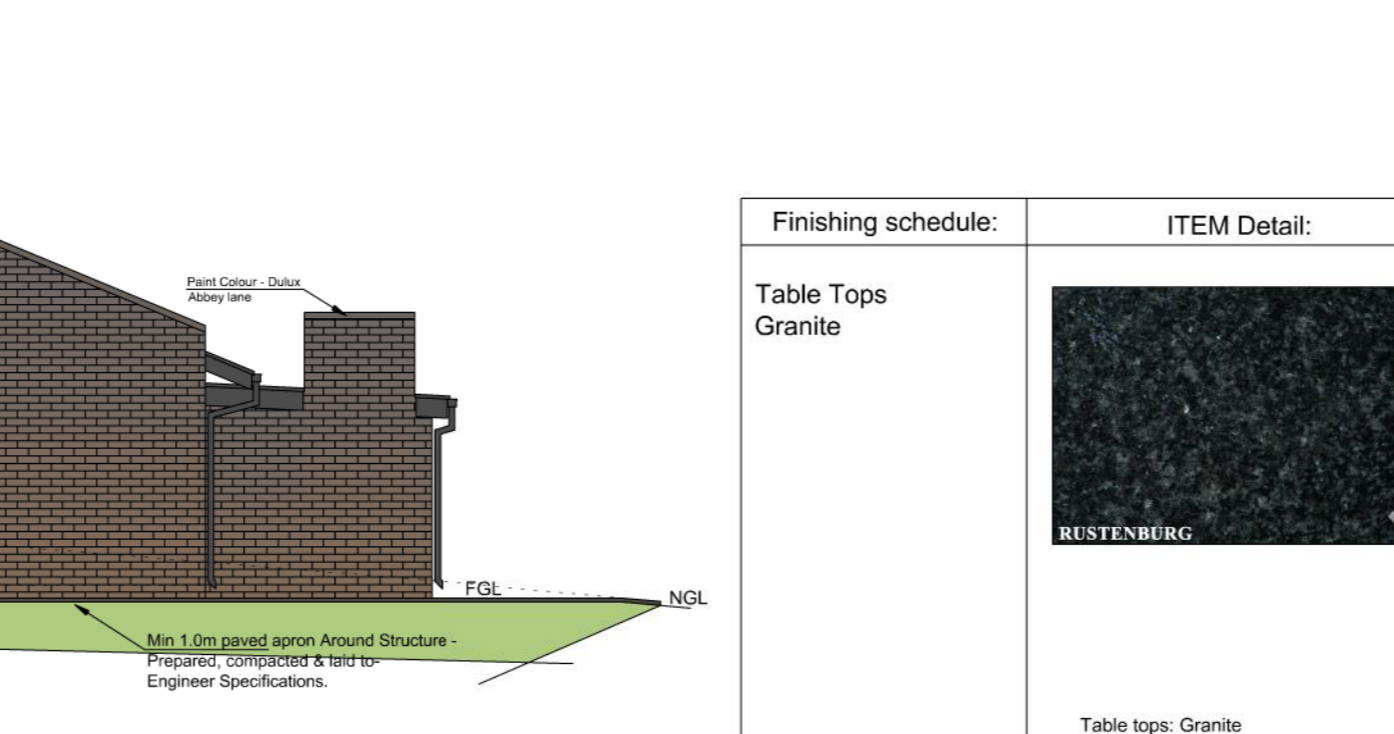 Paint Colour - Dulux
Abbey lane
FGL
NGL
Min 1.0m paved apron Around Structure -
Prepared, compacted & laid to-
Engineer Specifications.
Finishing schedule:
ITEM Detail:
Table Tops
Granite
RUSTENBURG
Table tops: Granite